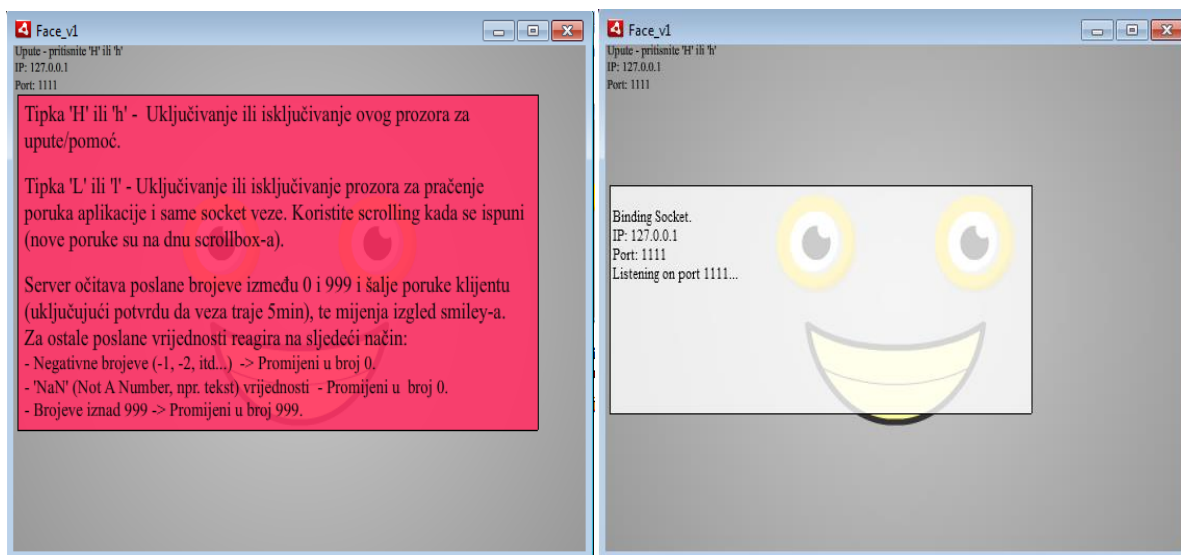 Face_v1
Upute - pritisnite 'H' ili 'h'
IP: 127.0.0.1
Port: 1111
Tipka 'H' ili 'h' - Uključivanje ili isključivanje ovog prozora za
upute/pomoć.
Tipka 'L' ili 'l' - Uključivanje ili isključivanje prozora za pračenje
poruka aplikacije i same socket veze. Koristite scrolling kada se ispuni
(nove poruke su na dnu scrollbox-a).
Server očitava poslane brojeve između 0 i 999 i šalje poruke klijentu
(uključujući potvrdu da veza traje 5min), te mijenja izgled smiley-a.
Za ostale poslane vrijednosti reagira na sljedeći način:
- Negativne brojeve (-1, -2, itd...) -> Promijeni u broj 0.
- 'NaN' (Not A Number, npr. tekst) vrijednosti - Promijeni u broj 0.
- Brojeve iznad 999 -> Promijeni u broj 999.
Face_v1
Upute - pritisnite 'H' ili 'h'
IP: 127.0.0.1
Port: 1111
Binding Socket.
IP: 127.0.0.1
Port: 1111
Listening on port 1111...